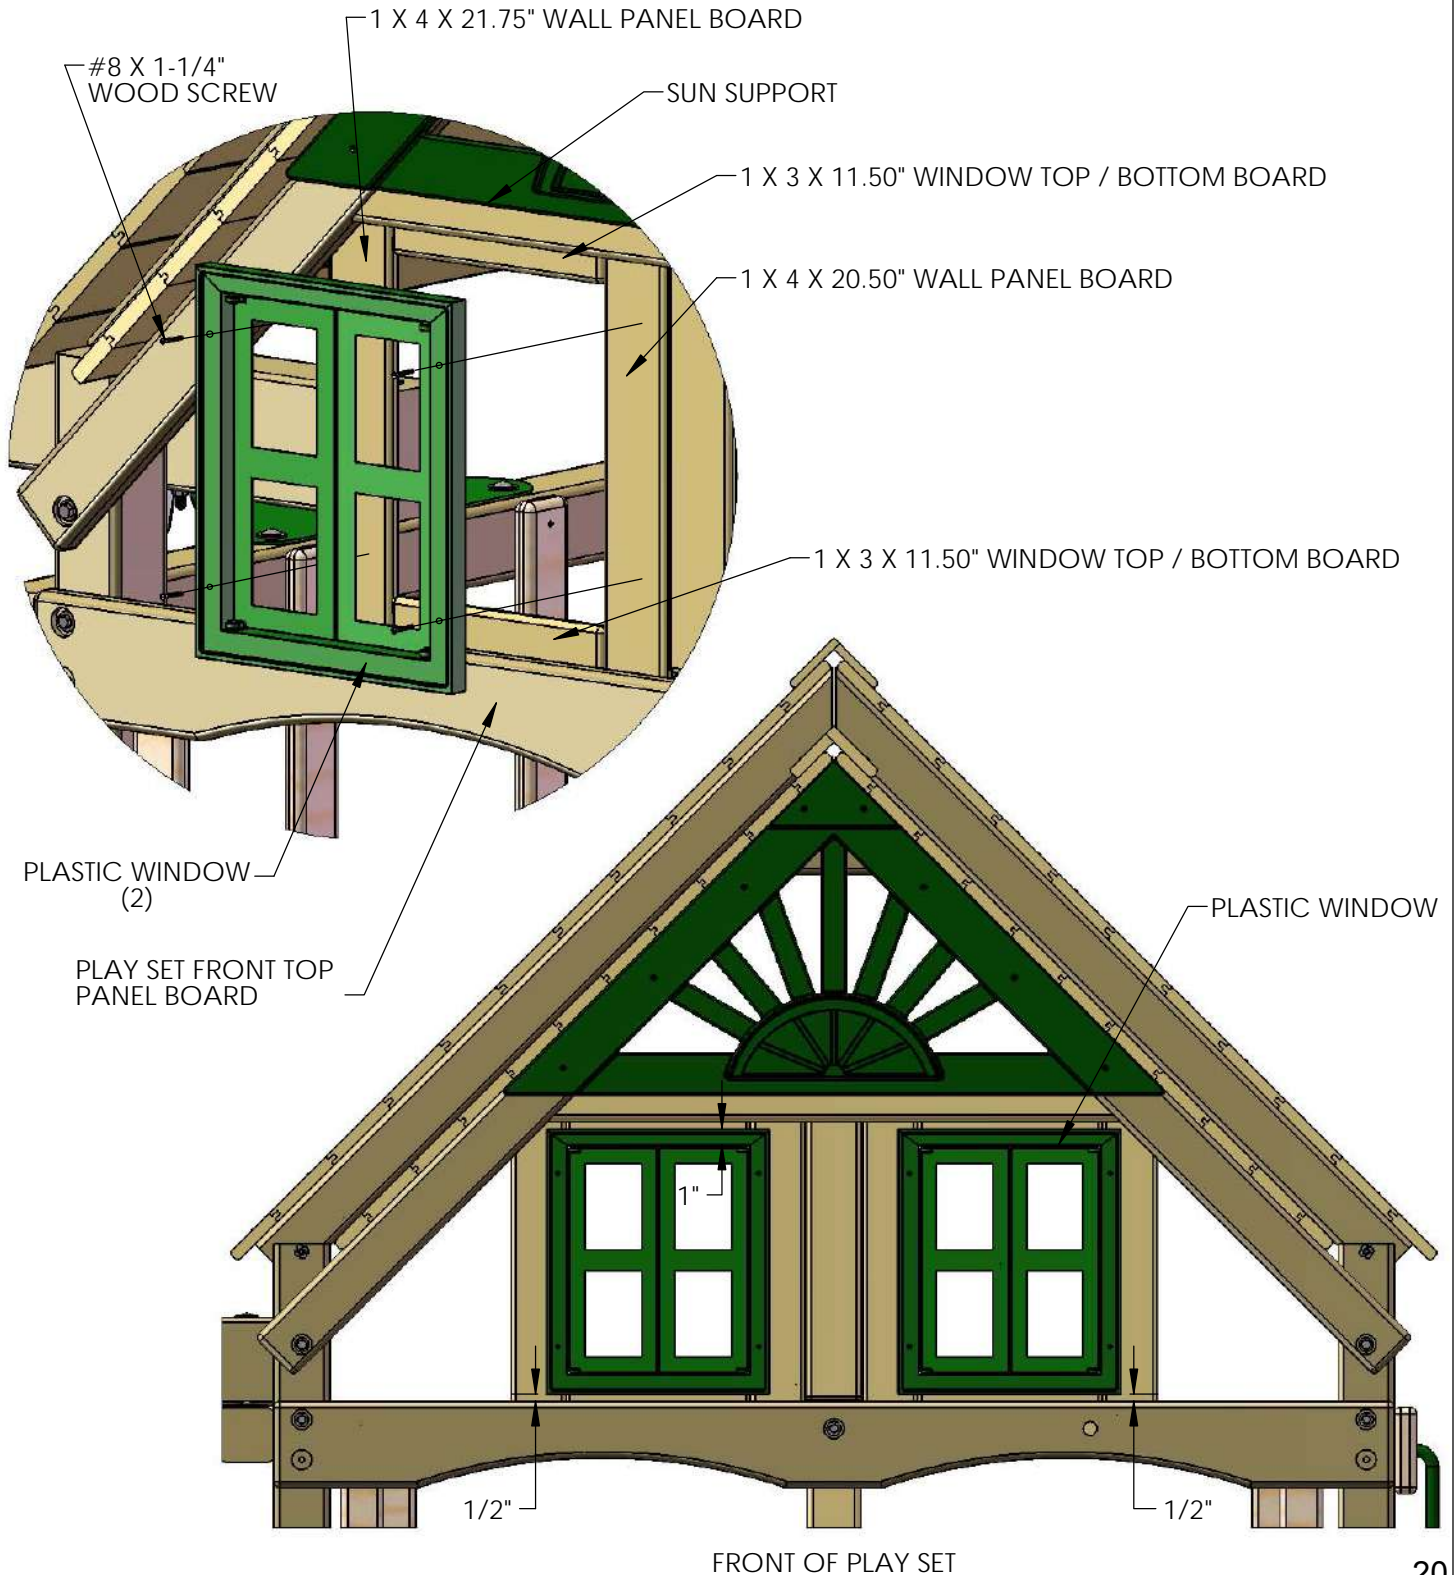 1 X 4 X 21.75" WALL PANEL BOARD
#8 X 1-1/4"
WOOD SCREW
SUN SUPPORT
1 X 3 X 11.50" WINDOW TOP / BOTTOM BOARD
1 X 4 X 20.50" WALL PANEL BOARD
1 X 3 X 11.50" WINDOW TOP / BOTTOM BOARD
PLASTIC WINDOW
(2)
PLASTIC WINDOW
PLAY SET FRONT TOP
PANEL BOARD
1"
1/2"
1/2"
FRONT OF PLAY SET
20